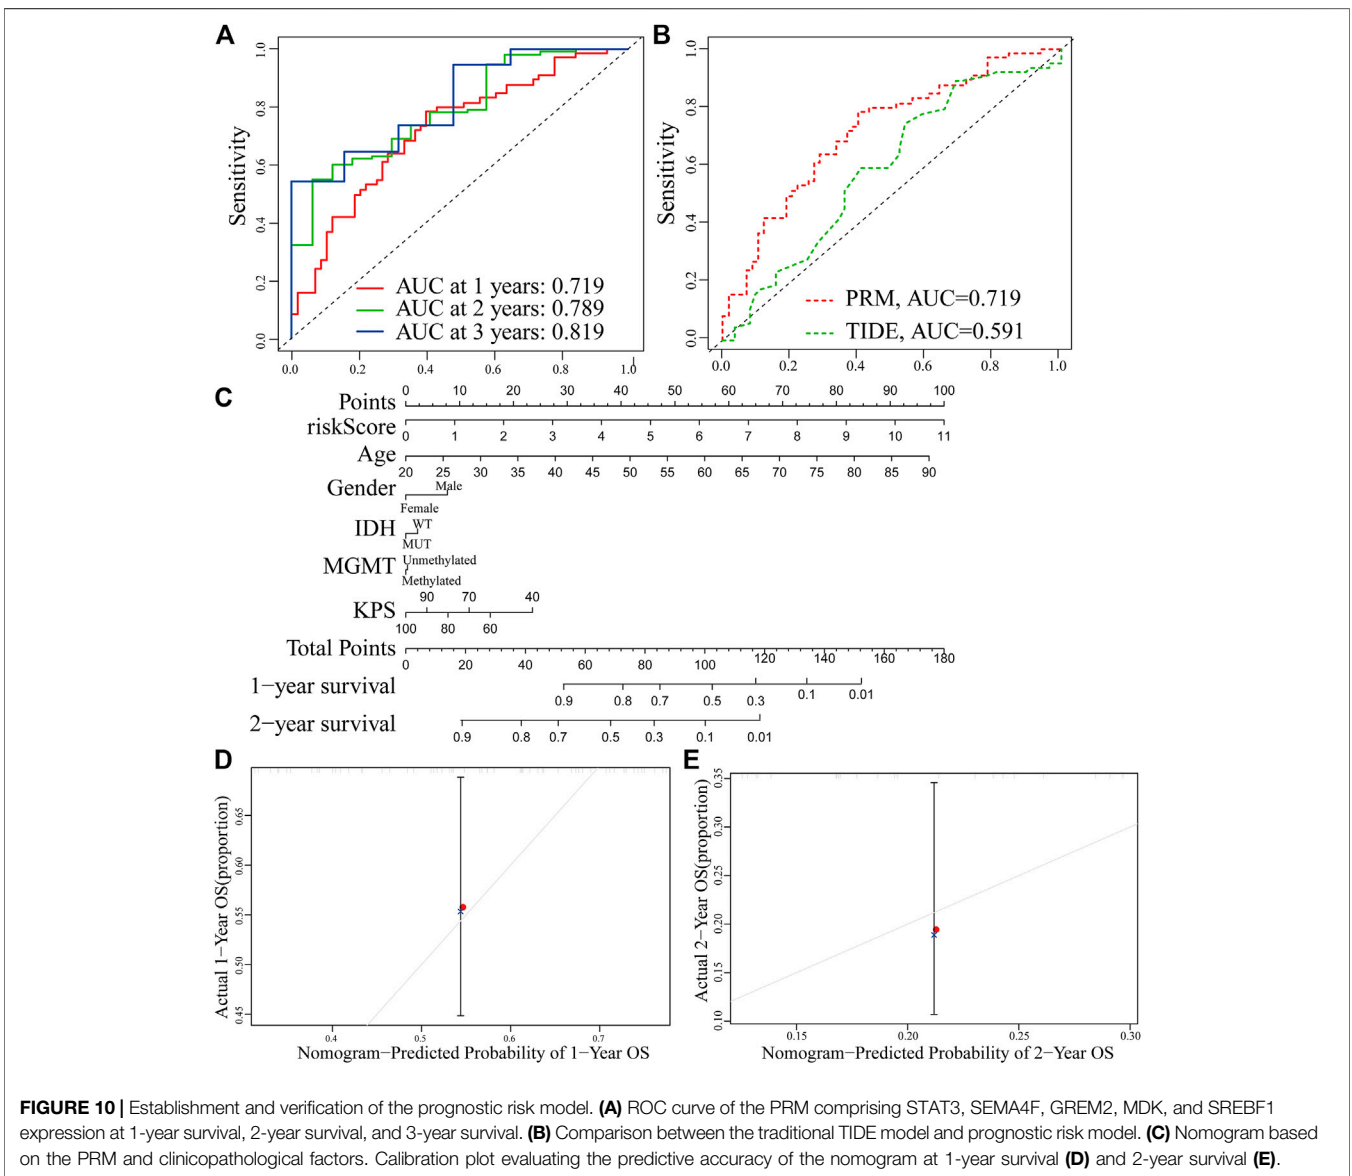 A
B
1.0
0.8
0.6
0.4
0.2
0.0
Sensitivity
AUC at 1 years: 0.719
AUC at 2 years: 0.789
AUC at 3 years: 0.819
0.0 0.2 0.4 0.6 0.8 1.0
1.0
0.8
0.6
0.4
0.2
0.0
Sensitivity
PRM, AUC=0.719
TIDE, AUC=0.591
0.0 0.2 0.4 0.6 0.8 1.0
C
0 10 20 30 40 50 60 70 80 90 100
Points
riskScore
0 1 2 3 4 5 6 7 8 9 10 11
Age
20 25 30 35 40 45 50 55 60 65 70 75 80 85 90
Male
Gender
Female
WT
IDH
MUT
Unmethylated
MGMT
Methylated
90 70 40
KPS
100 80 60
Total Points
0 20 40 60 80 100 120 140 160 180
1−year survival
0.9 0.8 0.7 0.5 0.3 0.1 0.01
2−year survival
0.9 0.8 0.7 0.5 0.3 0.1 0.01
D
0.65
0.60
0.55
0.50
0.45
Actual 1−Year OS(proportion)
0.4 0.5 0.6 0.7
Nomogram−Predicted Probability of 1−Year OS
E
0.35
0.30
0.25
0.20
0.15
0.10
Actual 2−Year OS(proportion)
0.15 0.20 0.25 0.30
Nomogram−Predicted Probability of 2−Year OS
FIGURE 10 | Establishment and verification of the prognostic risk model. (A) ROC curve of the PRM comprising STAT3, SEMA4F, GREM2, MDK, and SREBF1
expression at 1-year survival, 2-year survival, and 3-year survival. (B) Comparison between the traditional TIDE model and prognostic risk model. (C) Nomogram based
on the PRM and clinicopathological factors. Calibration plot evaluating the predictive accuracy of the nomogram at 1-year survival (D) and 2-year survival (E).